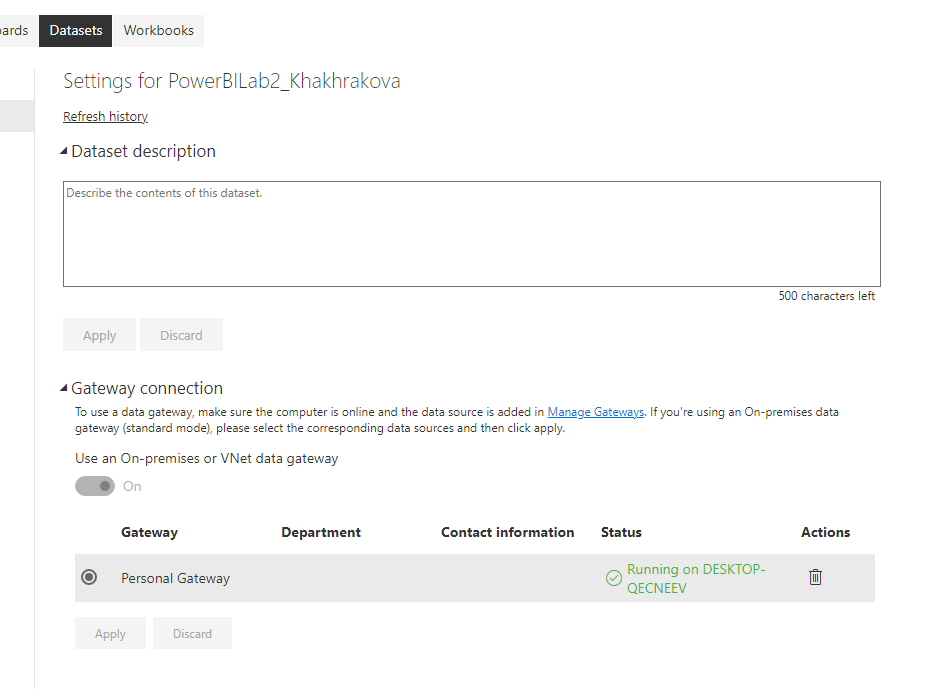 Datasets
Workbooks
Settings for PowerBILab2_Khakhrakova
Refresh history
Dataset description
Describe the contents of this dataset.
500 characters left
Apply
Discard
Gateway connection
To use a data gateway, make sure the computer is online and the data source is added in Manage Gateways. If you're using an On-premises data
gateway (standard mode), please select the corresponding data sources and then click apply.
Use an On-premises or VNet data gateway
On
Gateway Department Contact information Status Actions
Personal Gateway
Running on DESKTOP-
QECNEEV
Apply
Discard